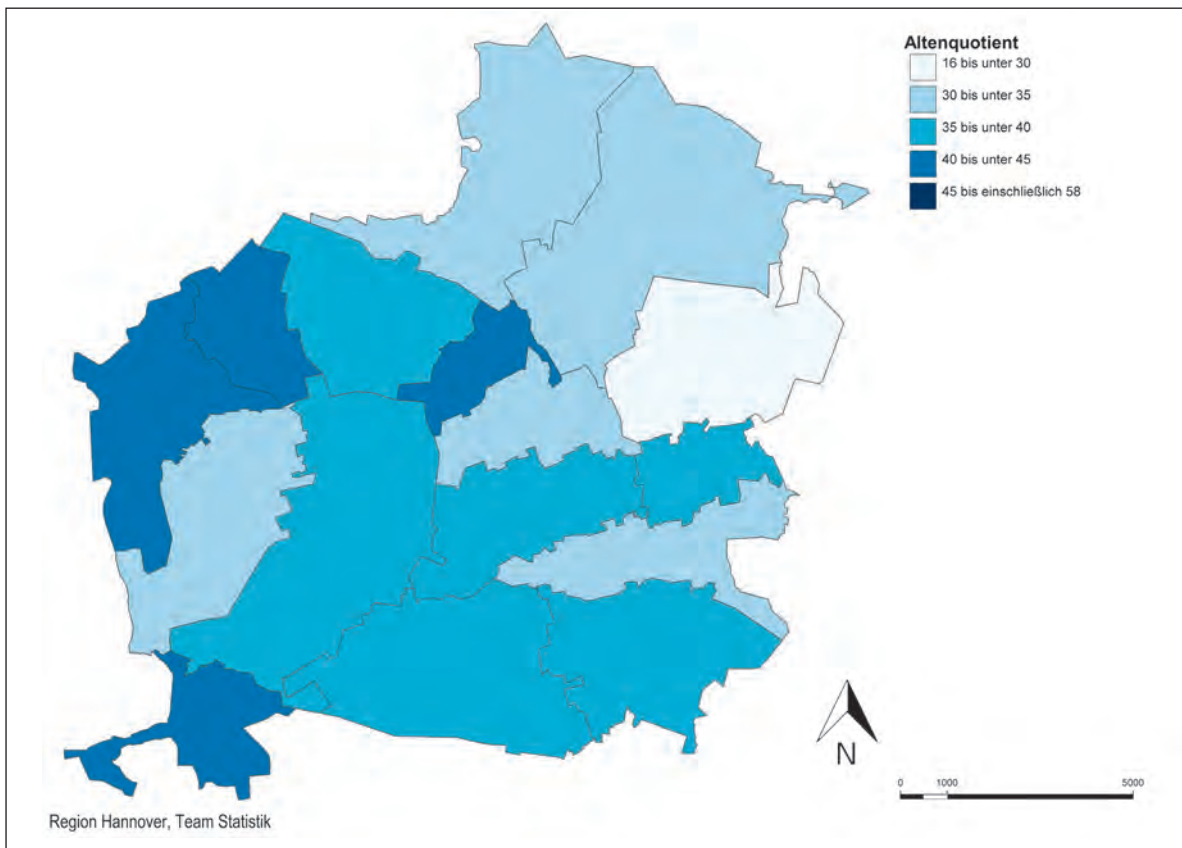 Altenquotient
16 bis unter 30
30 bis unter 35
35 bis unter 40
40 bis unter 45
45 bis einschließlich 58
N
0 1000 5000
Region Hannover, Team Statistik